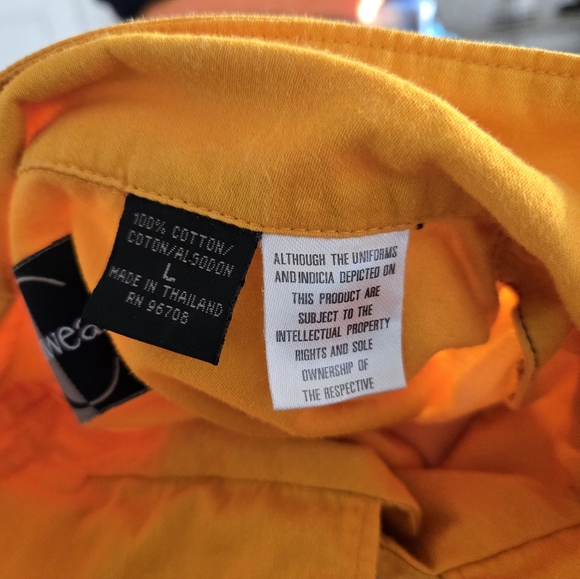 wea
100% COTTON/
COTON/ALGODON
L
MADE IN THAILAND
RN 96708
ALTHOUGH THE UNIFORMS
AND INDICIA DEPICTED ON
THIS PRODUCT ARE
SUBJECT TO THE
INTELLECTUAL PROPERTY
RIGHTS AND SOLE
OWNERSHIP OF
THE RESPECTIVE